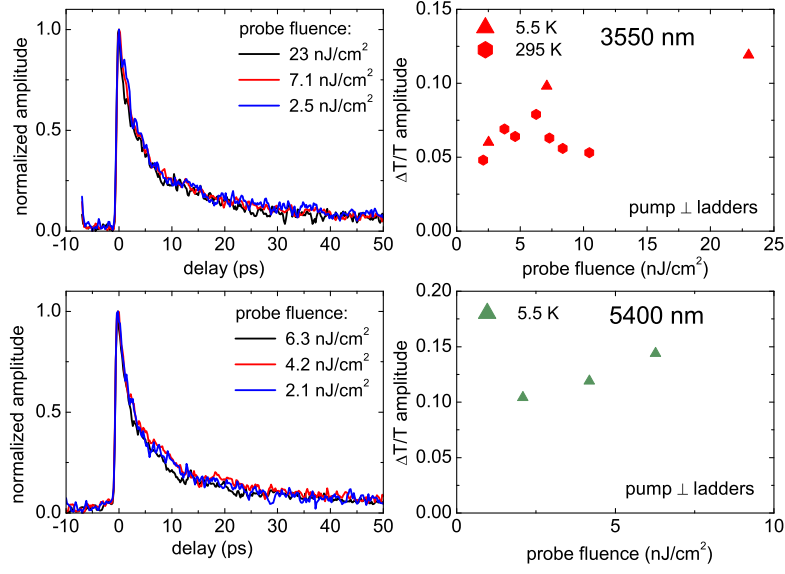 probe fluence:
23 nJ/cm²
7.1 nJ/cm²
2.5 nJ/cm²
normalized amplitude
1.0
0.5
0.0
-10 0 10 20 30 40 50
delay (ps)
5.5 K
295 K
3550 nm
pump ⊥ ladders
ΔT/T amplitude
0.15
0.10
0.05
0.00
0 5 10 15 20 25
probe fluence (nJ/cm²)
probe fluence:
6.3 nJ/cm²
4.2 nJ/cm²
2.1 nJ/cm²
normalized amplitude
1.0
0.5
0.0
-10 0 10 20 30 40 50
delay (ps)
5.5 K
5400 nm
pump ⊥ ladders
ΔT/T amplitude
0.20
0.15
0.10
0.05
0.00
0 5 10
probe fluence (nJ/cm²)